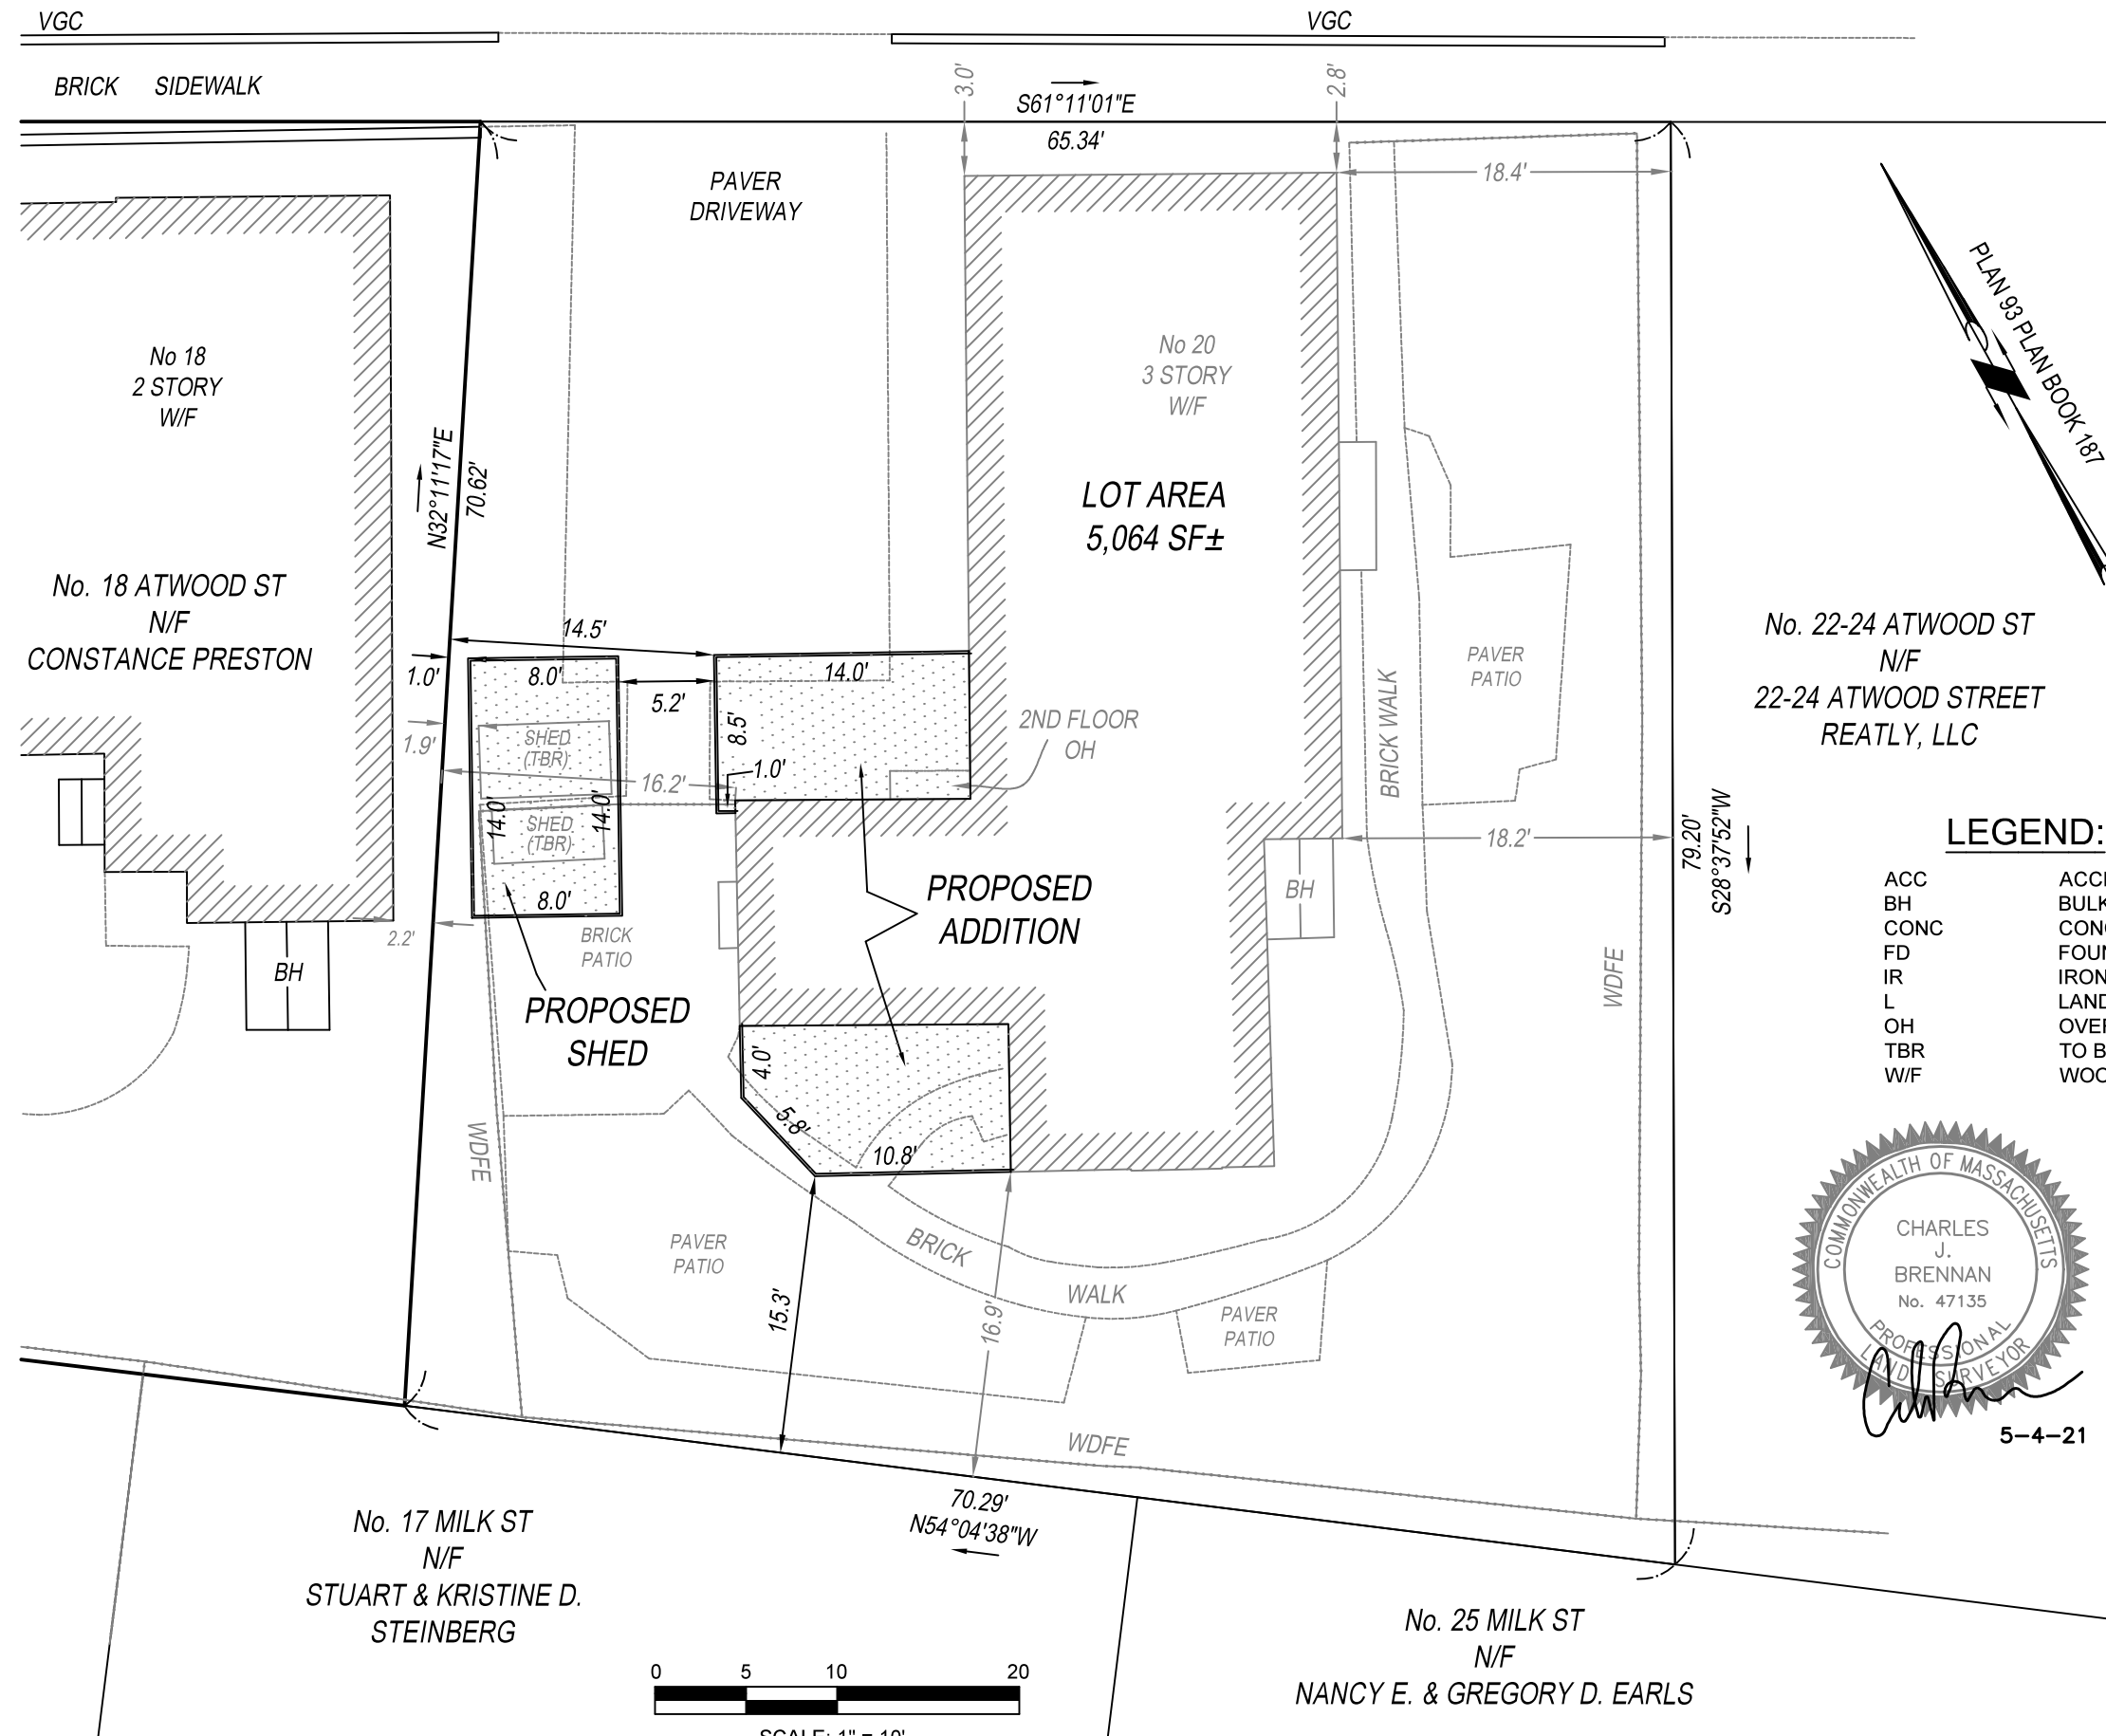 VGC
VGC
BRICK SIDEWALK
3.0'
S61°11'01"E
65.34'
2.8'
18.4'
PAVER
DRIVEWAY
No 18
2 STORY
W/F
No 20
3 STORY
W/F
PLAN 93 PLAN BOOK 187
N32°11'17"E
70.62'
LOT AREA
5,064 SF±
No. 18 ATWOOD ST
N/F
CONSTANCE PRESTON
14.5'
1.0'
8.0'
5.2'
14.0'
8.5'
1.0'
1.9'
SHED
(TBR)
16.2'
2ND FLOOR
OH
14.0'
14.0'
SHED
(TBR)
8.0'
2.2'
BRICK WALK
PAVER
PATIO
No. 22-24 ATWOOD ST
N/F
22-24 ATWOOD STREET
REATLY, LLC
18.2'
79.20'
S28°37'52"W
BH
BH
BRICK
PATIO
PROPOSED
ADDITION
PROPOSED
SHED
WDFE
LEGEND:
ACC
BH
CONC
FD
IR
L
OH
TBR
W/F
4.0'
5.8'
10.8'
WDFE
PAVER
PATIO
BRICK
WALK
15.3'
16.9'
PAVER
PATIO
COMMONWEALTH OF MASSACHUSETTS
CHARLES
J.
BRENNAN
No. 47135
PROFESSIONAL
LAND SURVEYOR
5-4-21
WDFE
70.29'
N54°04'38"W
No. 17 MILK ST
N/F
STUART & KRISTINE D.
STEINBERG
No. 25 MILK ST
N/F
NANCY E. & GREGORY D. EARLS
0 5 10 20
SCALE: 1" = 10'